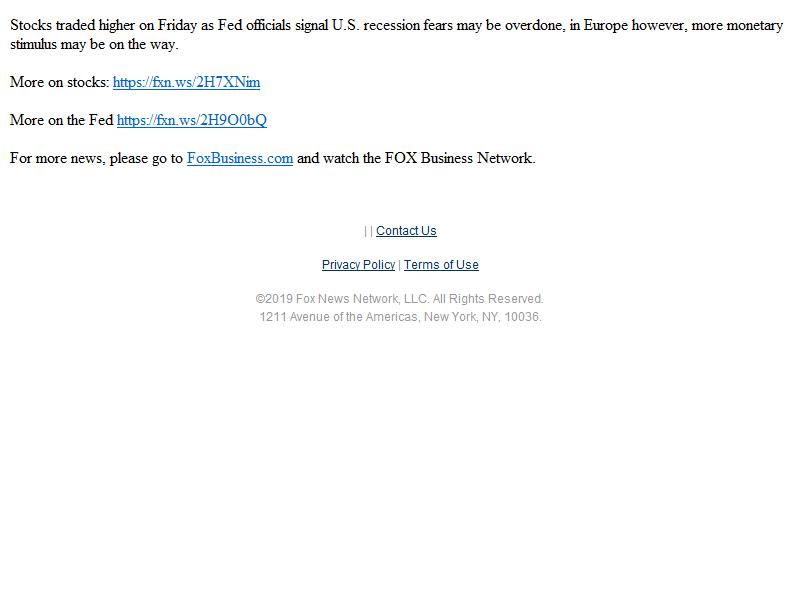 Stocks traded higher on Friday as Fed officials signal U.S. recession fears may be overdone, in Europe however, more monetary
stimulus may be on the way.
More on stocks: https://fxn.ws/2H7XNim
More on the Fed https://fxn.ws/2H9O0bQ
For more news, please go to FoxBusiness.com and watch the FOX Business Network.
| | Contact Us
Privacy Policy | Terms of Use
©2019 Fox News Network, LLC. All Rights Reserved.
1211 Avenue of the Americas, New York, NY, 10036.